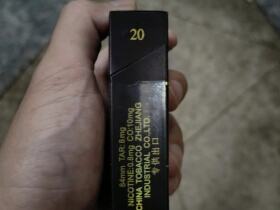 20
84mm TAR:8mg
NICOTINE:0.8mg CO:10mg
CHINA TOBACCO ZHEJIANG
INDUSTRIAL CO.,LTD.
专供出口